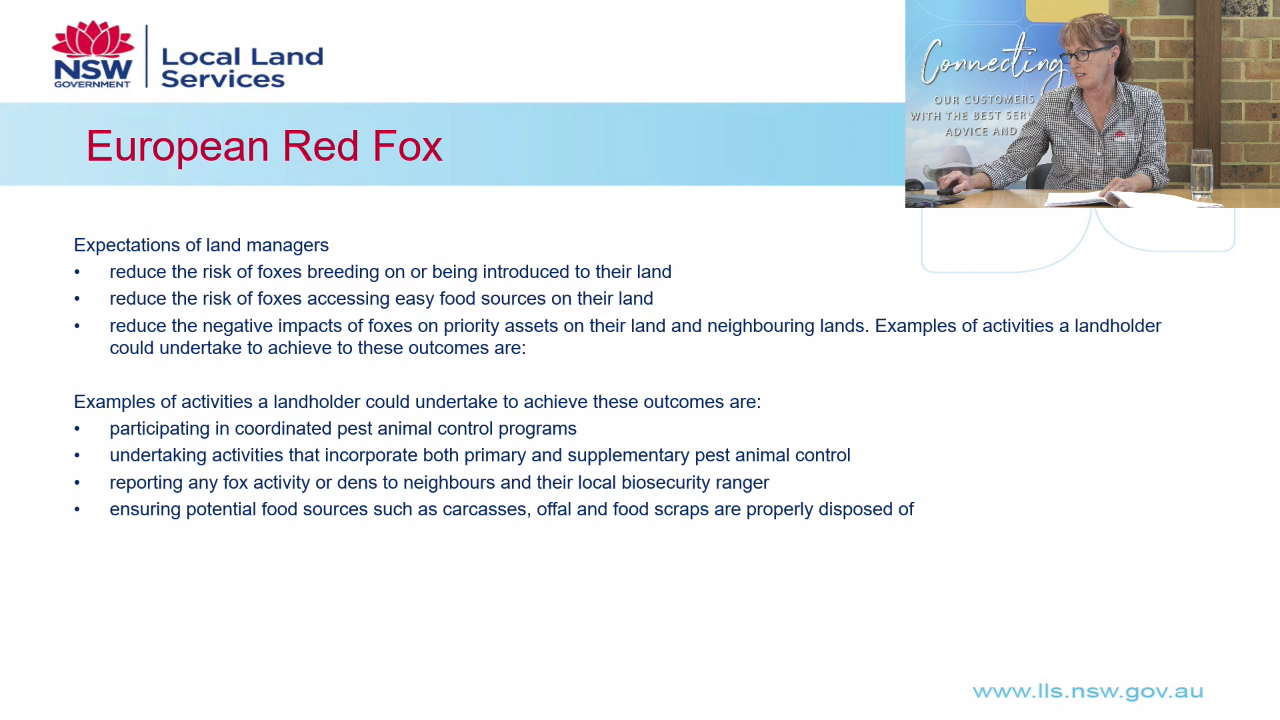 NSW
GOVERNMENT
Local Land
Services
Connecting
OUR CUSTOMERS
WITH THE BEST
ADVICE AND
European Red Fox
Expectations of land managers
• reduce the risk of foxes breeding on or being introduced to their land
• reduce the risk of foxes accessing easy food sources on their land
• reduce the negative impacts of foxes on priority assets on their land and neighbouring lands. Examples of activities a landholder
could undertake to achieve to these outcomes are:
Examples of activities a landholder could undertake to achieve these outcomes are:
• participating in coordinated pest animal control programs
• undertaking activities that incorporate both primary and supplementary pest animal control
• reporting any fox activity or dens to neighbours and their local biosecurity ranger
• ensuring potential food sources such as carcasses, offal and food scraps are properly disposed of
www.lls.nsw.gov.au